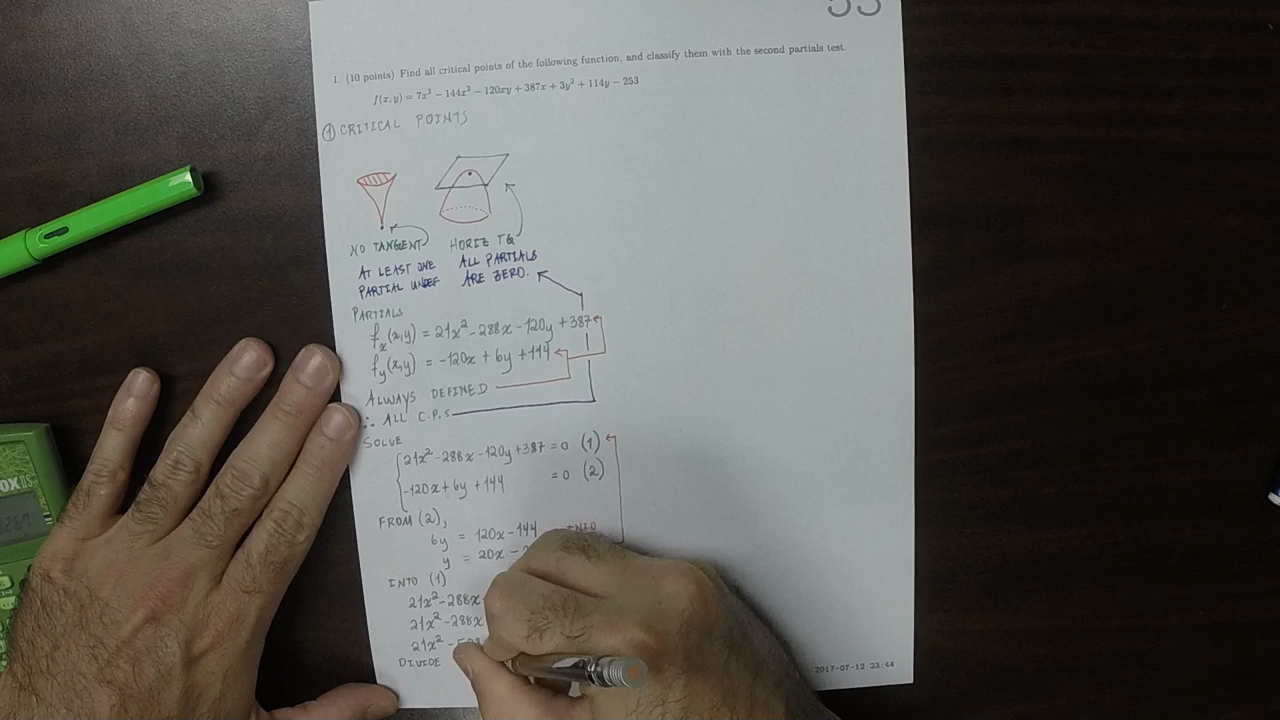 53
1. (10 points) Find all critical points of the following function, and classify them with the second partials test.
f(x, y) = 7x³ − 144x² − 120xy + 387x + 3y² + 114y − 253
① CRITICAL POINTS
NO TANGENT HORIZ TG
AT LEAST ONE ALL PARTIALS
PARTIAL UNDEF ARE ZERO.
PARTIALS
fx(x,y) = 21x² - 288x - 120y + 387
fy(x,y) = -120x + 6y + 114
ALWAYS DEFINED
∴ ALL C.P.S
SOLVE
21x² - 288x - 120y + 387 = 0 (1)
-120x + 6y + 144 = 0 (2)
FROM (2),
6y = 120x - 144 INTO
y = 20x -
INTO (1)
21x² - 288x
21x² - 288x
21x² -
DIVIDE
2017-07-12 23:44